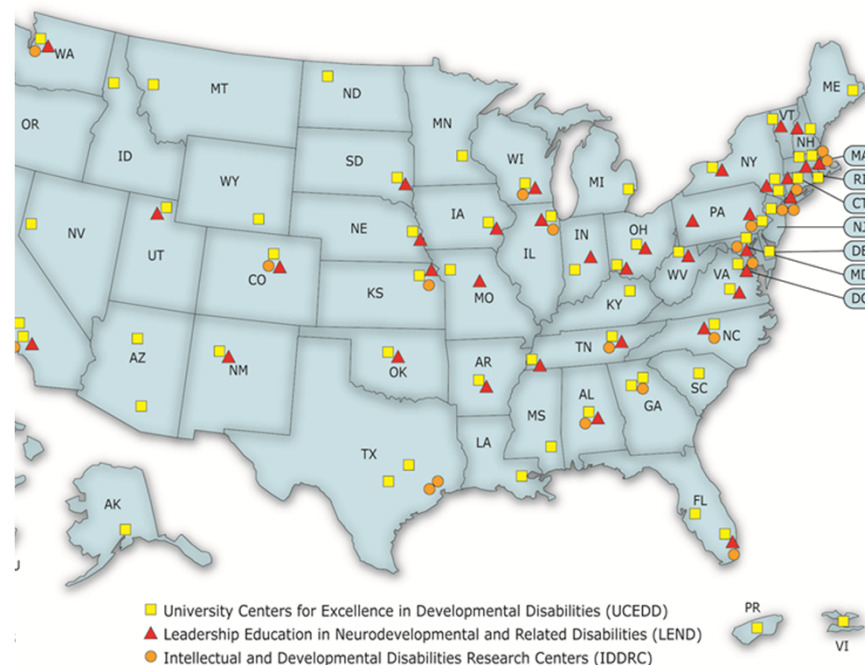 WA
MT
ND
MN
OR
ID
SD
WI
MI
NY
VT
NH
ME
MA
RI
CT
NJ
DE
MD
DC
WY
NE
IA
IL
IN
OH
PA
NV
UT
CO
KS
MO
WV
VA
KY
AZ
NM
OK
AR
TN
NC
SC
TX
LA
MS
AL
GA
FL
AK
PR
VI
University Centers for Excellence in Developmental Disabilities (UCEDD)
Leadership Education in Neurodevelopmental and Related Disabilities (LEND)
Intellectual and Developmental Disabilities Research Centers (IDDRC)